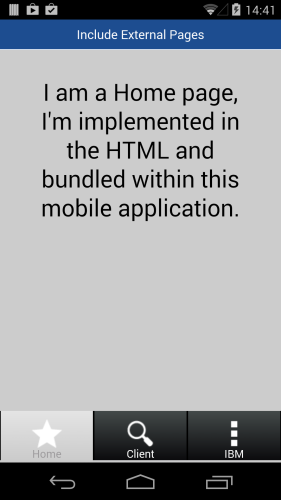 14:41
Include External Pages
I am a Home page,
I'm implemented in
the HTML and
bundled within this
mobile application.
Home
Client
IBM